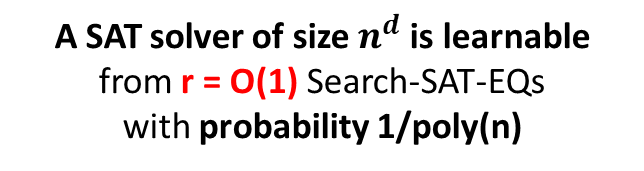 A SAT solver of size n^d is learnable
from r = O(1) Search-SAT-EQs
with probability 1/poly(n)